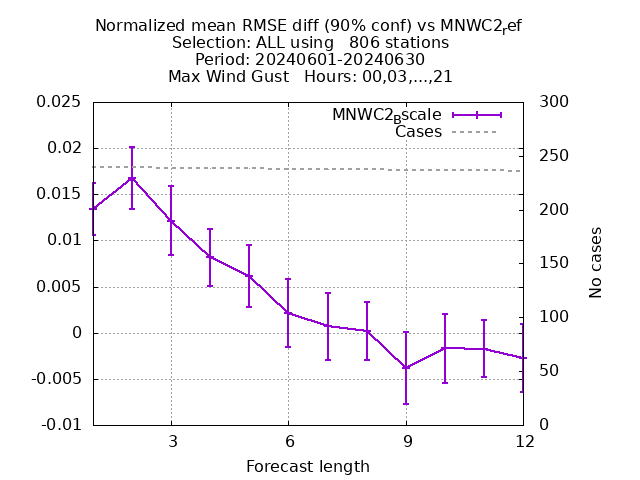 Normalized mean RMSE diff (90% conf) vs MNWC2ref
Selection: ALL using   806 stations
Period: 20240601-20240630
Max Wind Gust   Hours: 00,03,...,21
MNWC2Bscale
Cases
0.025
0.02
0.015
0.01
0.005
0
-0.005
-0.01
300
250
200
150
100
50
0
No cases
3
6
9
12
Forecast length